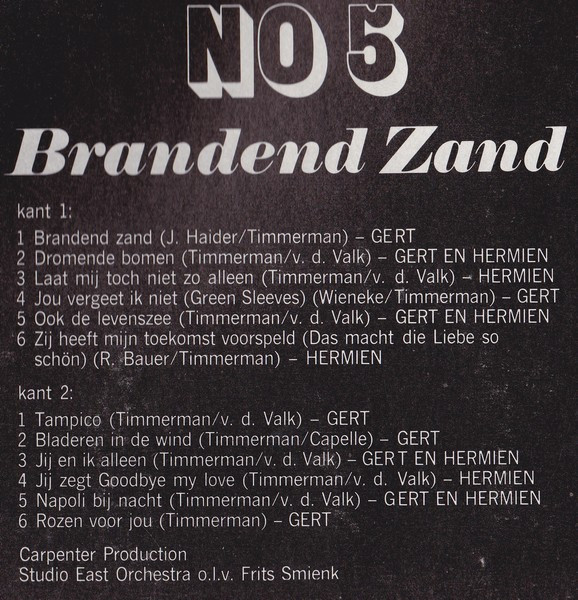 NO 5
Brandend Zand
kant 1:
1 Brandend zand (J. Haider/Timmerman) – GERT
2 Dromende bomen (Timmerman/v. d. Valk) – GERT EN HERMIEN
3 Laat mij toch niet zo alleen (Timmerman/v. d. Valk) – HERMIEN
4 Jou vergeet ik niet (Green Sleeves) (Wieneke/Timmerman) – GERT
5 Ook de levenszee (Timmerman/v. d. Valk) – GERT EN HERMIEN
6 Zij heeft mijn toekomst voorspeld (Das macht die Liebe so
schön) (R. Bauer/Timmerman) – HERMIEN
kant 2:
1 Tampico (Timmerman/v. d. Valk) – GERT
2 Bladeren in de wind (Timmerman/Capelle) – GERT
3 Jij en ik alleen (Timmerman/v. d. Valk) – GERT EN HERMIEN
4 Jij zegt Goodbye my love (Timmerman/v. d. Valk) – HERMIEN
5 Napoli bij nacht (Timmerman/v. d. Valk) – GERT EN HERMIEN
6 Rozen voor jou (Timmerman) – GERT
Carpenter Production
Studio East Orchestra o.l.v. Frits Smienk